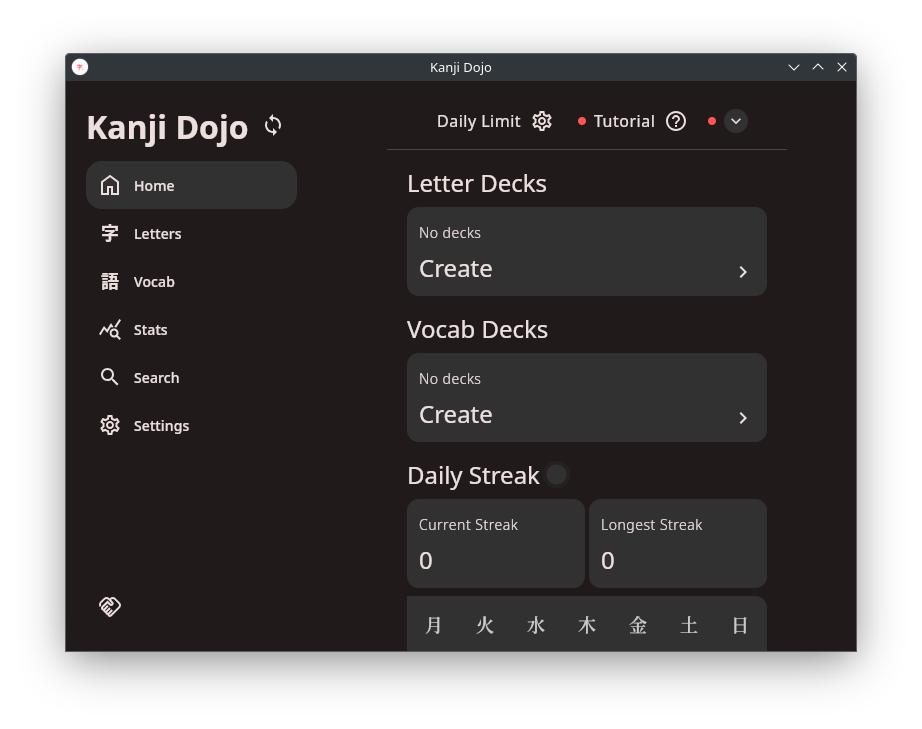 Kanji Dojo
Kanji Dojo
Daily Limit
Tutorial
Home
字 Letters
語 Vocab
Stats
Search
Settings
Letter Decks
No decks
Create
Vocab Decks
No decks
Create
Daily Streak
Current Streak
0
Longest Streak
0
月 火 水 木 金 土 日